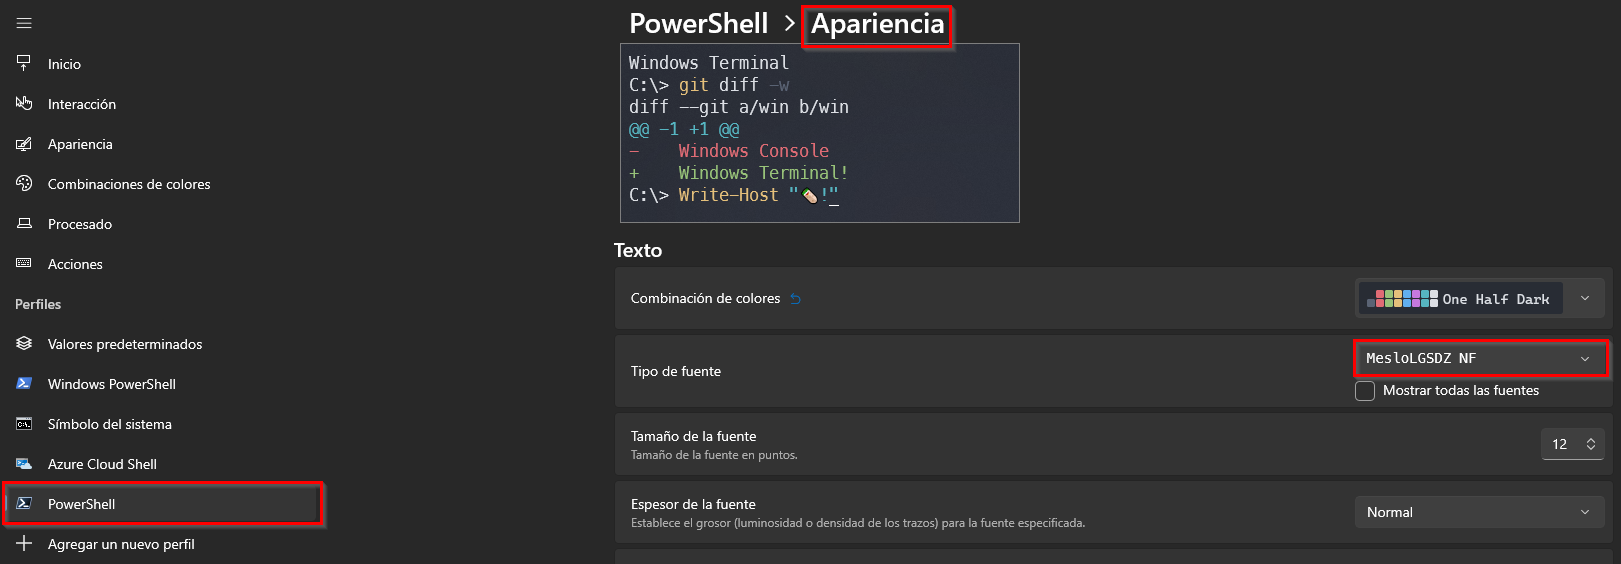 Inicio
Interacción
Apariencia
Combinaciones de colores
Procesado
Acciones
Perfiles
Valores predeterminados
Windows PowerShell
Símbolo del sistema
Azure Cloud Shell
PowerShell
Agregar un nuevo perfil
PowerShell > Apariencia
Windows Terminal
C:\> git diff -w
diff --git a/win b/win
@@ -1 +1 @@
-    Windows Console
+    Windows Terminal!
C:\> Write-Host "🌯!"_
Texto
Combinación de colores
One Half Dark
Tipo de fuente
MesloLGSDZ NF
Mostrar todas las fuentes
Tamaño de la fuente
Tamaño de la fuente en puntos.
12
Espesor de la fuente
Establece el grosor (luminosidad o densidad de los trazos) para la fuente especificada.
Normal